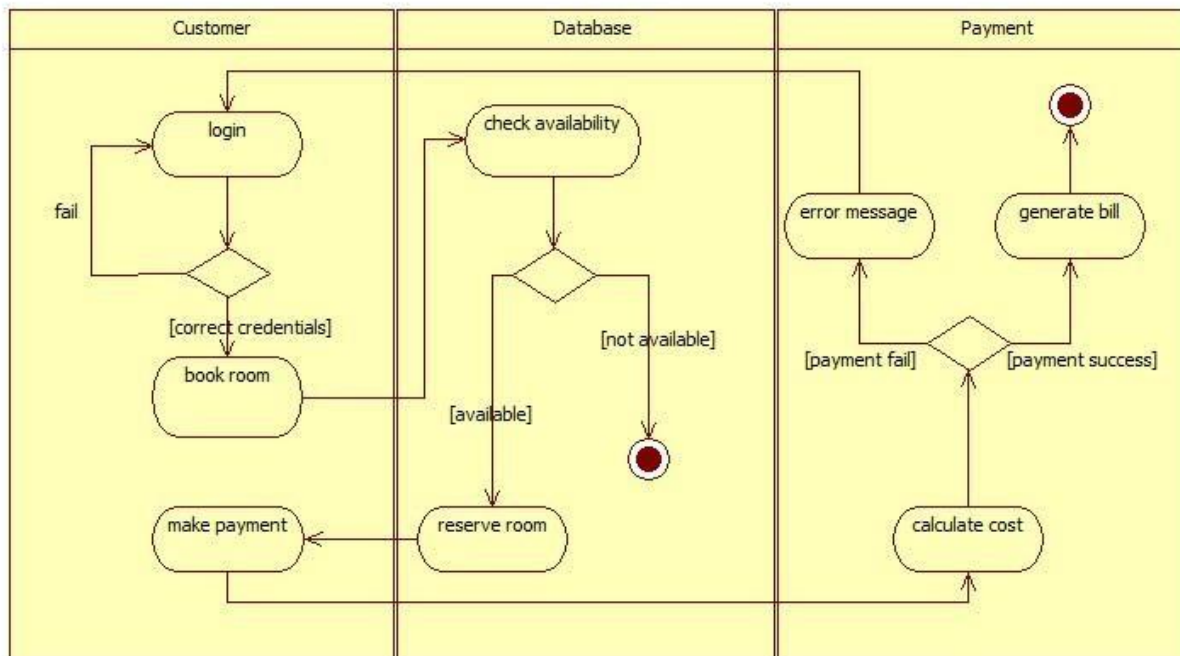 Customer
Database
Payment
login
check availability
fail
error message
generate bill
[correct credentials]
[not available]
[payment fail]
[payment success]
book room
[available]
make payment
reserve room
calculate cost